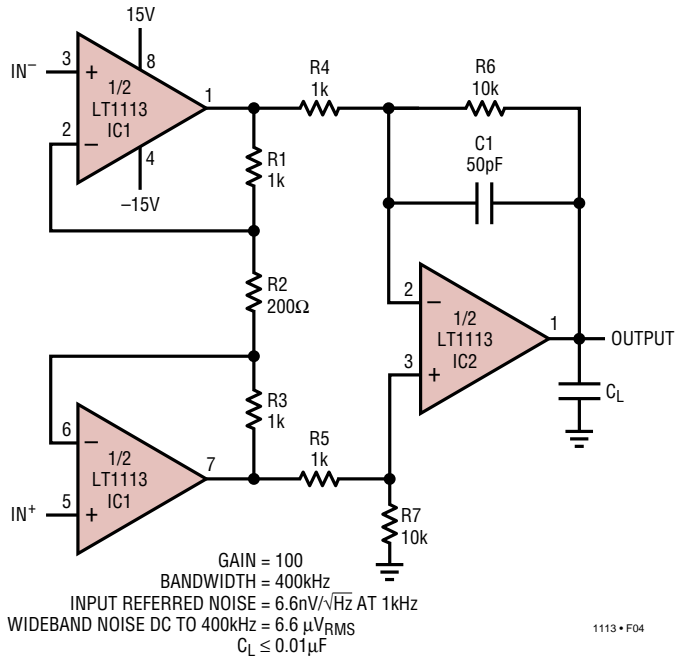 15V
IN–
3
+
8
1/2
LT1113
IC1
1
2
–
4
–15V
R4
1k
R6
10k
C1
50pF
R1
1k
R2
200Ω
R3
1k
2
–
1/2
LT1113
IC2
3
+
1
OUTPUT
CL
6
–
1/2
LT1113
IC1
7
5
+
IN+
R5
1k
R7
10k
GAIN = 100
BANDWIDTH = 400kHz
INPUT REFERRED NOISE = 6.6nV/√Hz AT 1kHz
WIDEBAND NOISE DC TO 400kHz = 6.6 µVRMS
CL ≤ 0.01µF
1113 • F04